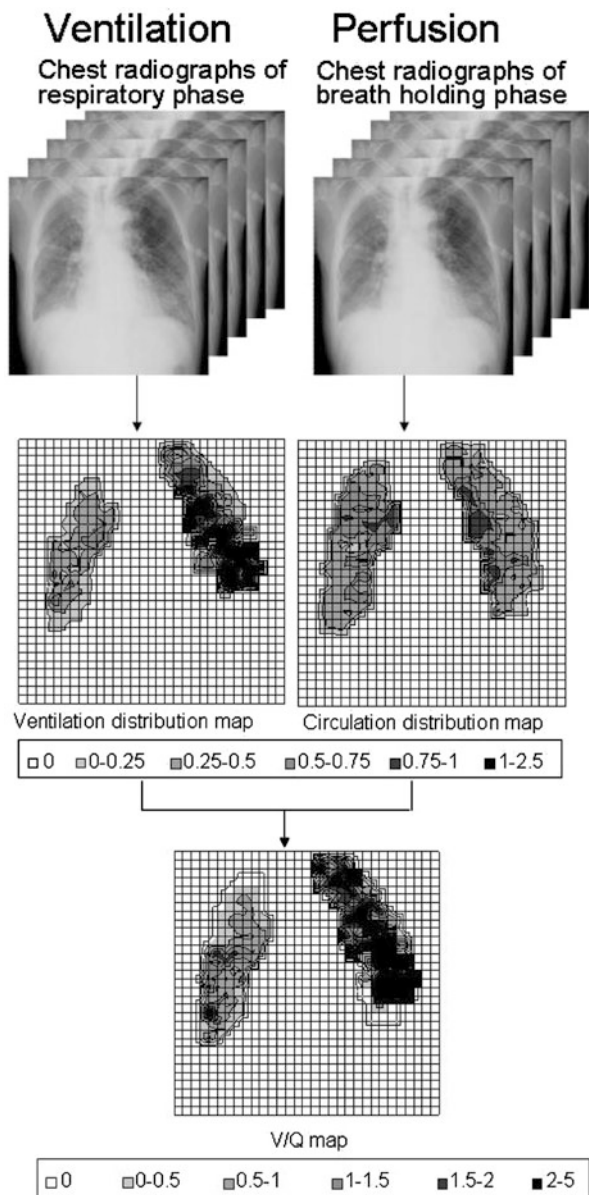 Ventilation
Perfusion
Chest radiographs of
respiratory phase
Chest radiographs of
breath holding phase
Ventilation distribution map
Circulation distribution map
0 0-0.25 0.25-0.5 0.5-0.75 0.75-1 1-2.5
V/Q map
0 0-0.5 0.5-1 1-1.5 1.5-2 2-5